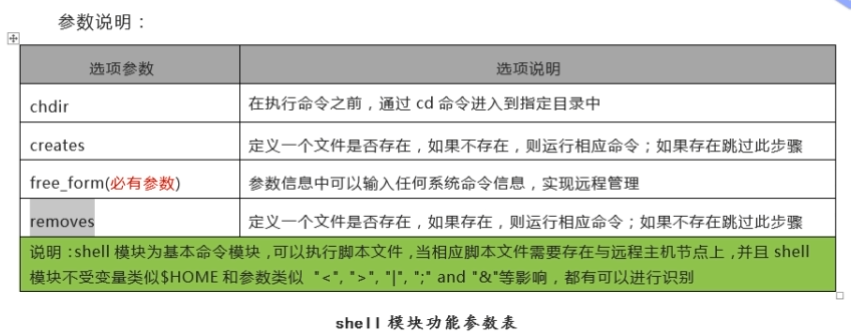 参数说明：
选项参数 选项说明
chdir 在执行命令之前，通过 cd 命令进入到指定目录中
creates 定义一个文件是否存在，如果不存在，则运行相应命令；如果存在跳过此步骤
free_form(必有参数) 参数信息中可以输入任何系统命令信息，实现远程管理
removes 定义一个文件是否存在，如果存在，则运行相应命令；如果不存在跳过此步骤
说明：shell 模块为基本命令模块，可以执行脚本文件，当相应脚本文件需要存在与远程主机节点上，并且 shell
模块不受变量类似$HOME 和参数类似 "<", ">", "|", ";" and "&"等影响，都有可以进行识别
shell 模块功能参数表